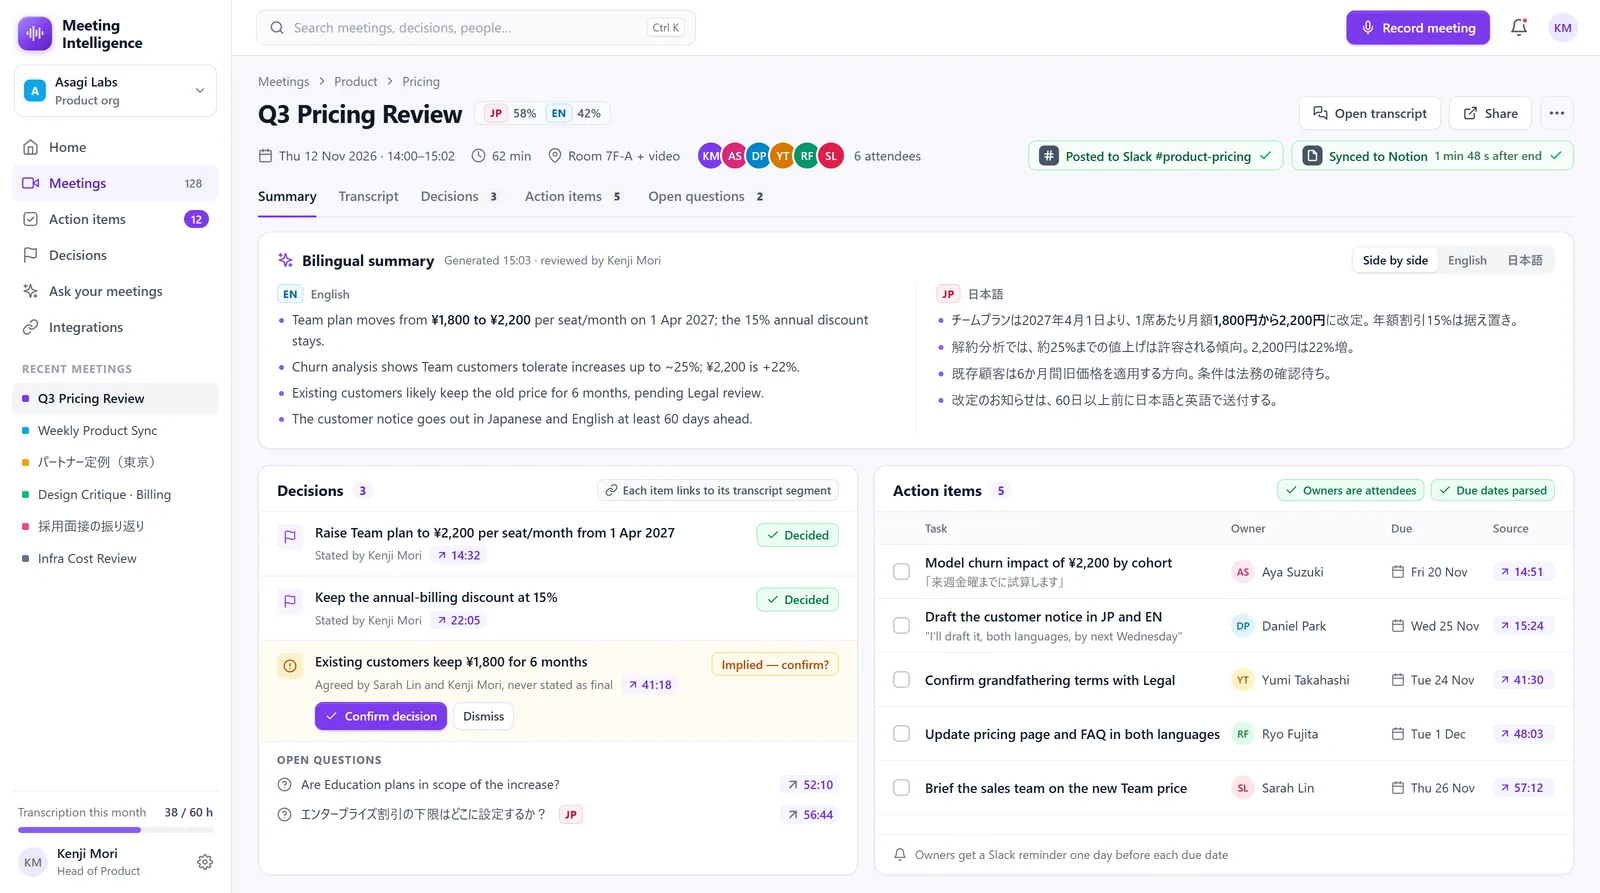 Meeting
Intelligence
Asagi Labs
Product org
A
Home
Meetings 128
Action items 12
Decisions
Ask your meetings
Integrations
RECENT MEETINGS
Q3 Pricing Review
Weekly Product Sync
パートナー定例（東京）
Design Critique · Billing
採用面接の振り返り
Infra Cost Review
Transcription this month 38 / 60 h
KM
Kenji Mori
Head of Product
Search meetings, decisions, people... Ctrl K
Record meeting
KM
Meetings > Product > Pricing
Q3 Pricing Review JP 58% EN 42%
Open transcript
Share
Thu 12 Nov 2026 · 14:00–15:02 62 min Room 7F-A + video KM AS DP YT RF SL 6 attendees
# Posted to Slack #product-pricing
Synced to Notion 1 min 48 s after end
Summary Transcript Decisions 3 Action items 5 Open questions 2
Bilingual summary Generated 15:03 · reviewed by Kenji Mori
Side by side English 日本語
EN English
Team plan moves from ¥1,800 to ¥2,200 per seat/month on 1 Apr 2027; the 15% annual discount
stays.
Churn analysis shows Team customers tolerate increases up to ~25%; ¥2,200 is +22%.
Existing customers likely keep the old price for 6 months, pending Legal review.
The customer notice goes out in Japanese and English at least 60 days ahead.
JP 日本語
チームプランは2027年4月1日より、1席あたり月額1,800円から2,200円に改定。年額割引15%は据え置き。
解約分析では、約25%までの値上げは許容される傾向。2,200円は22%増。
既存顧客は6か月間旧価格を適用する方向。条件は法務の確認待ち。
改定のお知らせは、60日以上前に日本語と英語で送付する。
Decisions 3
Each item links to its transcript segment
Raise Team plan to ¥2,200 per seat/month from 1 Apr 2027
Stated by Kenji Mori 14:32
Decided
Keep the annual-billing discount at 15%
Stated by Kenji Mori 22:05
Decided
Existing customers keep ¥1,800 for 6 months
Agreed by Sarah Lin and Kenji Mori, never stated as final 41:18
Implied — confirm?
Confirm decision
Dismiss
OPEN QUESTIONS
Are Education plans in scope of the increase? 52:10
エンタープライズ割引の下限はどこに設定するか？ JP 56:44
Action items 5
Owners are attendees
Due dates parsed
Task Owner Due Source
Model churn impact of ¥2,200 by cohort
「来週金曜までに試算します」
AS Aya Suzuki Fri 20 Nov 14:51
Draft the customer notice in JP and EN
"I'll draft it, both languages, by next Wednesday"
DP Daniel Park Wed 25 Nov 15:24
Confirm grandfathering terms with Legal YT Yumi Takahashi Tue 24 Nov 41:30
Update pricing page and FAQ in both languages RF Ryo Fujita Tue 1 Dec 48:03
Brief the sales team on the new Team price SL Sarah Lin Thu 26 Nov 57:12
Owners get a Slack reminder one day before each due date